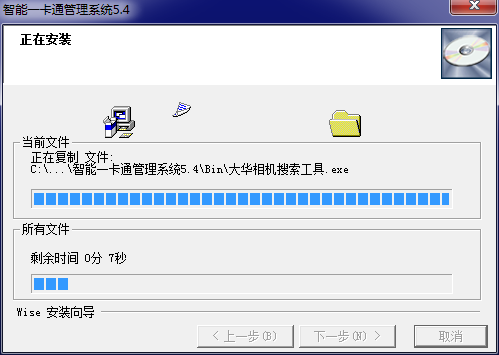 智能一卡通管理系统5.4
正在安装
当前文件
正在复制 文件:
C:\...\智能一卡通管理系统5.4\Bin\大华相机搜索工具.exe
所有文件
剩余时间 0分 7秒
Wise 安装向导
< 上一步(B)
下一步(N) >
取消